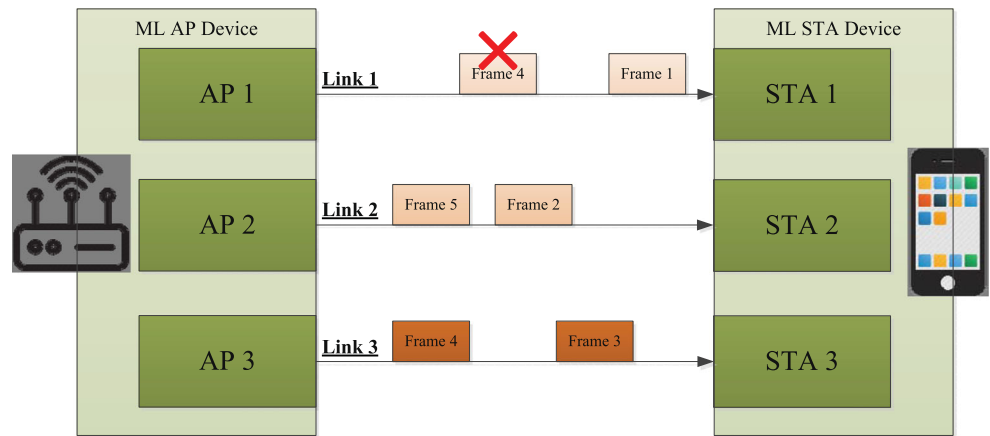 ML AP Device
ML STA Device
AP 1
Link 1
Frame 4
Frame 1
STA 1
AP 2
Link 2
Frame 5
Frame 2
STA 2
AP 3
Link 3
Frame 4
Frame 3
STA 3